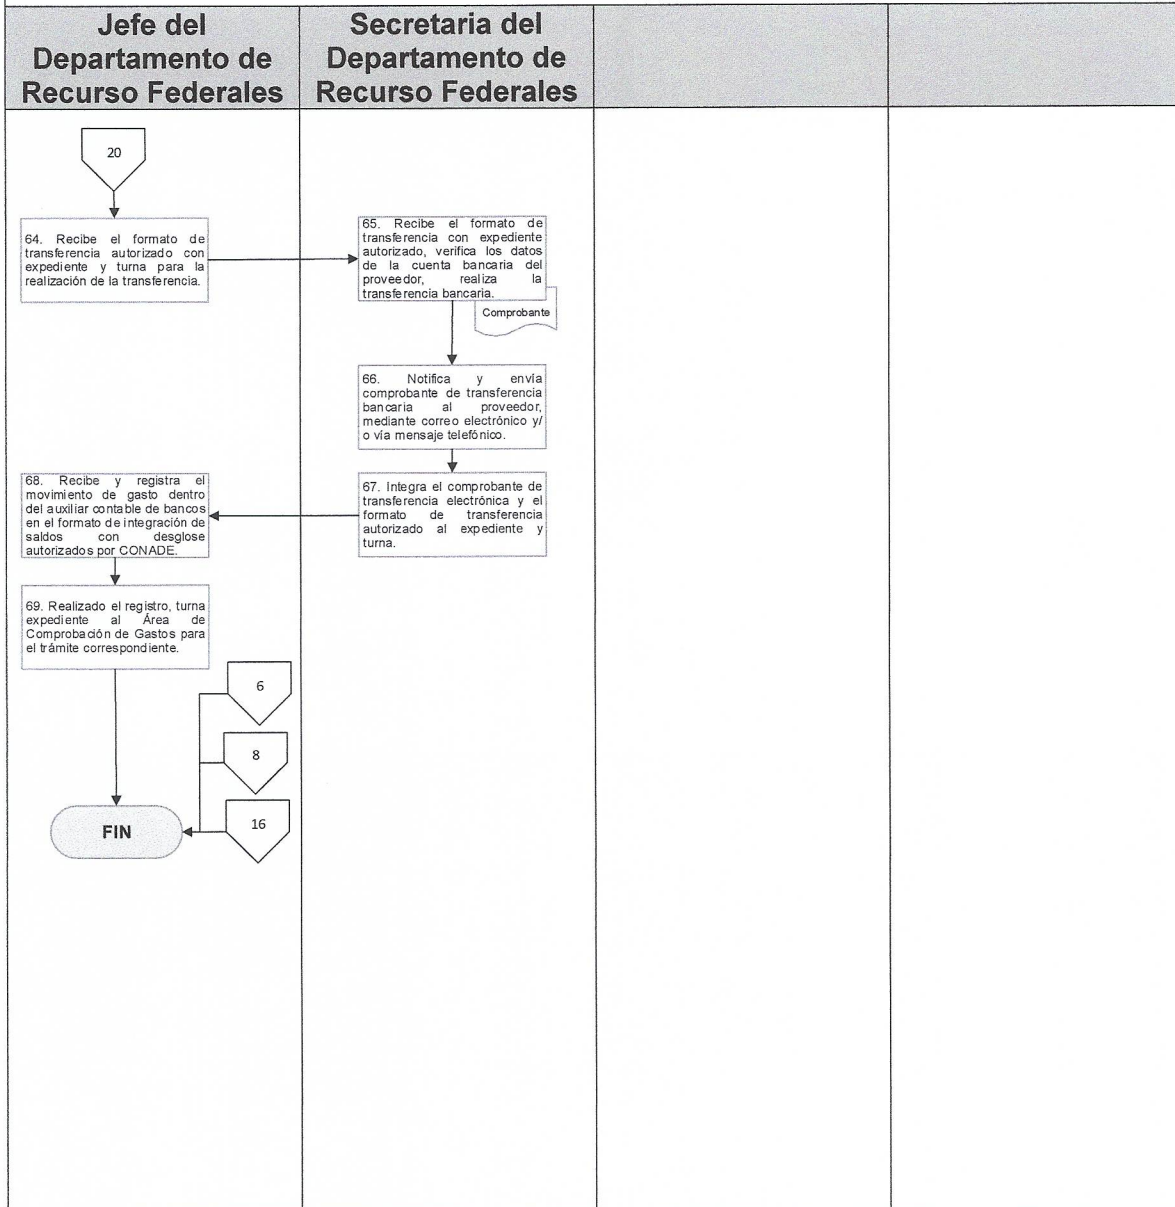 Jefe del
Departamento de
Recurso Federales
Secretaria del
Departamento de
Recurso Federales
20
64. Recibe el formato de
transferencia autorizado con
expediente y turna para la
realización de la transferencia.
65. Recibe el formato de
transferencia con expediente
autorizado, verifica los datos
de la cuenta bancaria del
proveedor, realiza la
transferencia bancaria.
Comprobante
66. Notifica y envía
comprobante de transferencia
bancaria al proveedor,
mediante correo electrónico y/
o vía mensaje telefónico.
67. Integra el comprobante de
transferencia electrónica y el
formato de transferencia
autorizado al expediente y
turna.
68. Recibe y registra el
movimiento de gasto dentro
del auxiliar contable de bancos
en el formato de integración de
saldos con desglose
autorizados por CONADE.
69. Realizado el registro, turna
expediente al Área de
Comprobación de Gastos para
el trámite correspondiente.
6
8
16
FIN